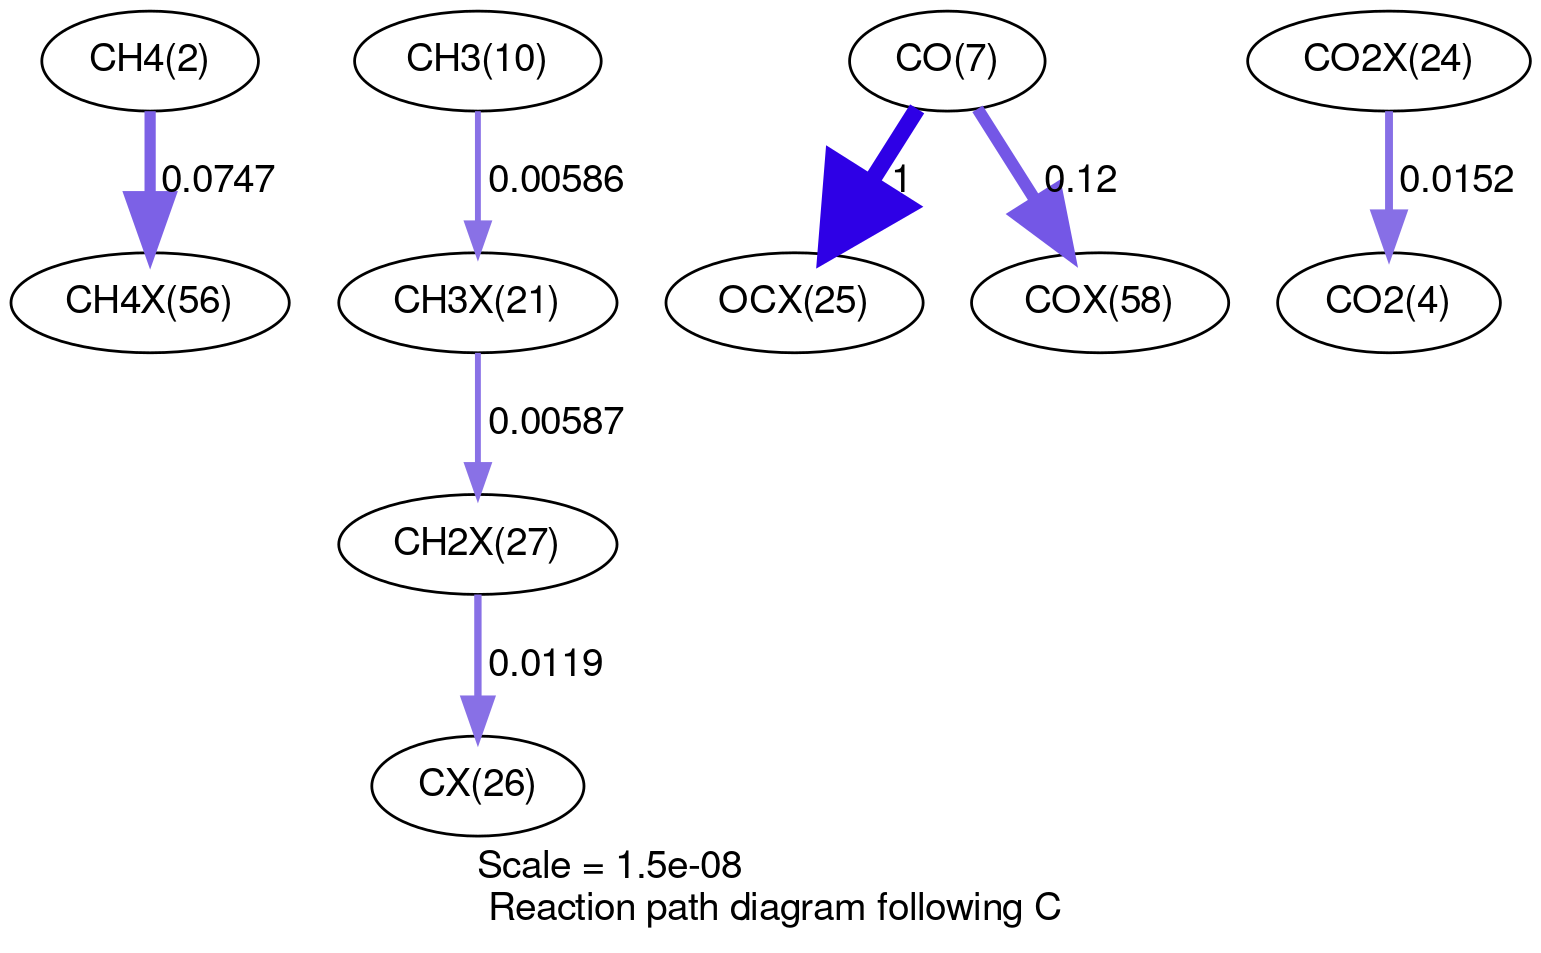 CH4(2)
CH3(10)
CO(7)
CO2X(24)
0.0747
0.00586
1
0.12
0.0152
CH4X(56)
CH3X(21)
OCX(25)
COX(58)
CO2(4)
0.00587
CH2X(27)
0.0119
CX(26)
Scale = 1.5e-08
Reaction path diagram following C